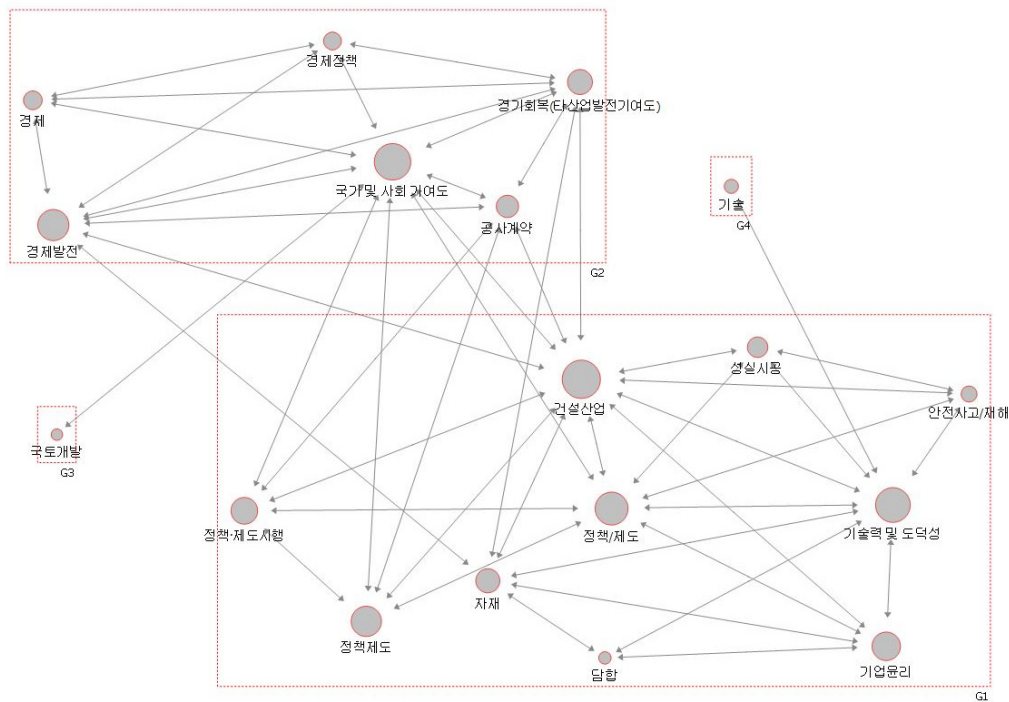 경제정책
경기회복(타산업발전기여도)
경제
국가 및 사회 기여도
기술
공사계약
G4
경제발전
G2
성실시공
건설산업
안전사고/재해
국토개발
G3
정책·제도시행
정책/제도
기술력 및 도덕성
자재
정책제도
담합
기업윤리
G1